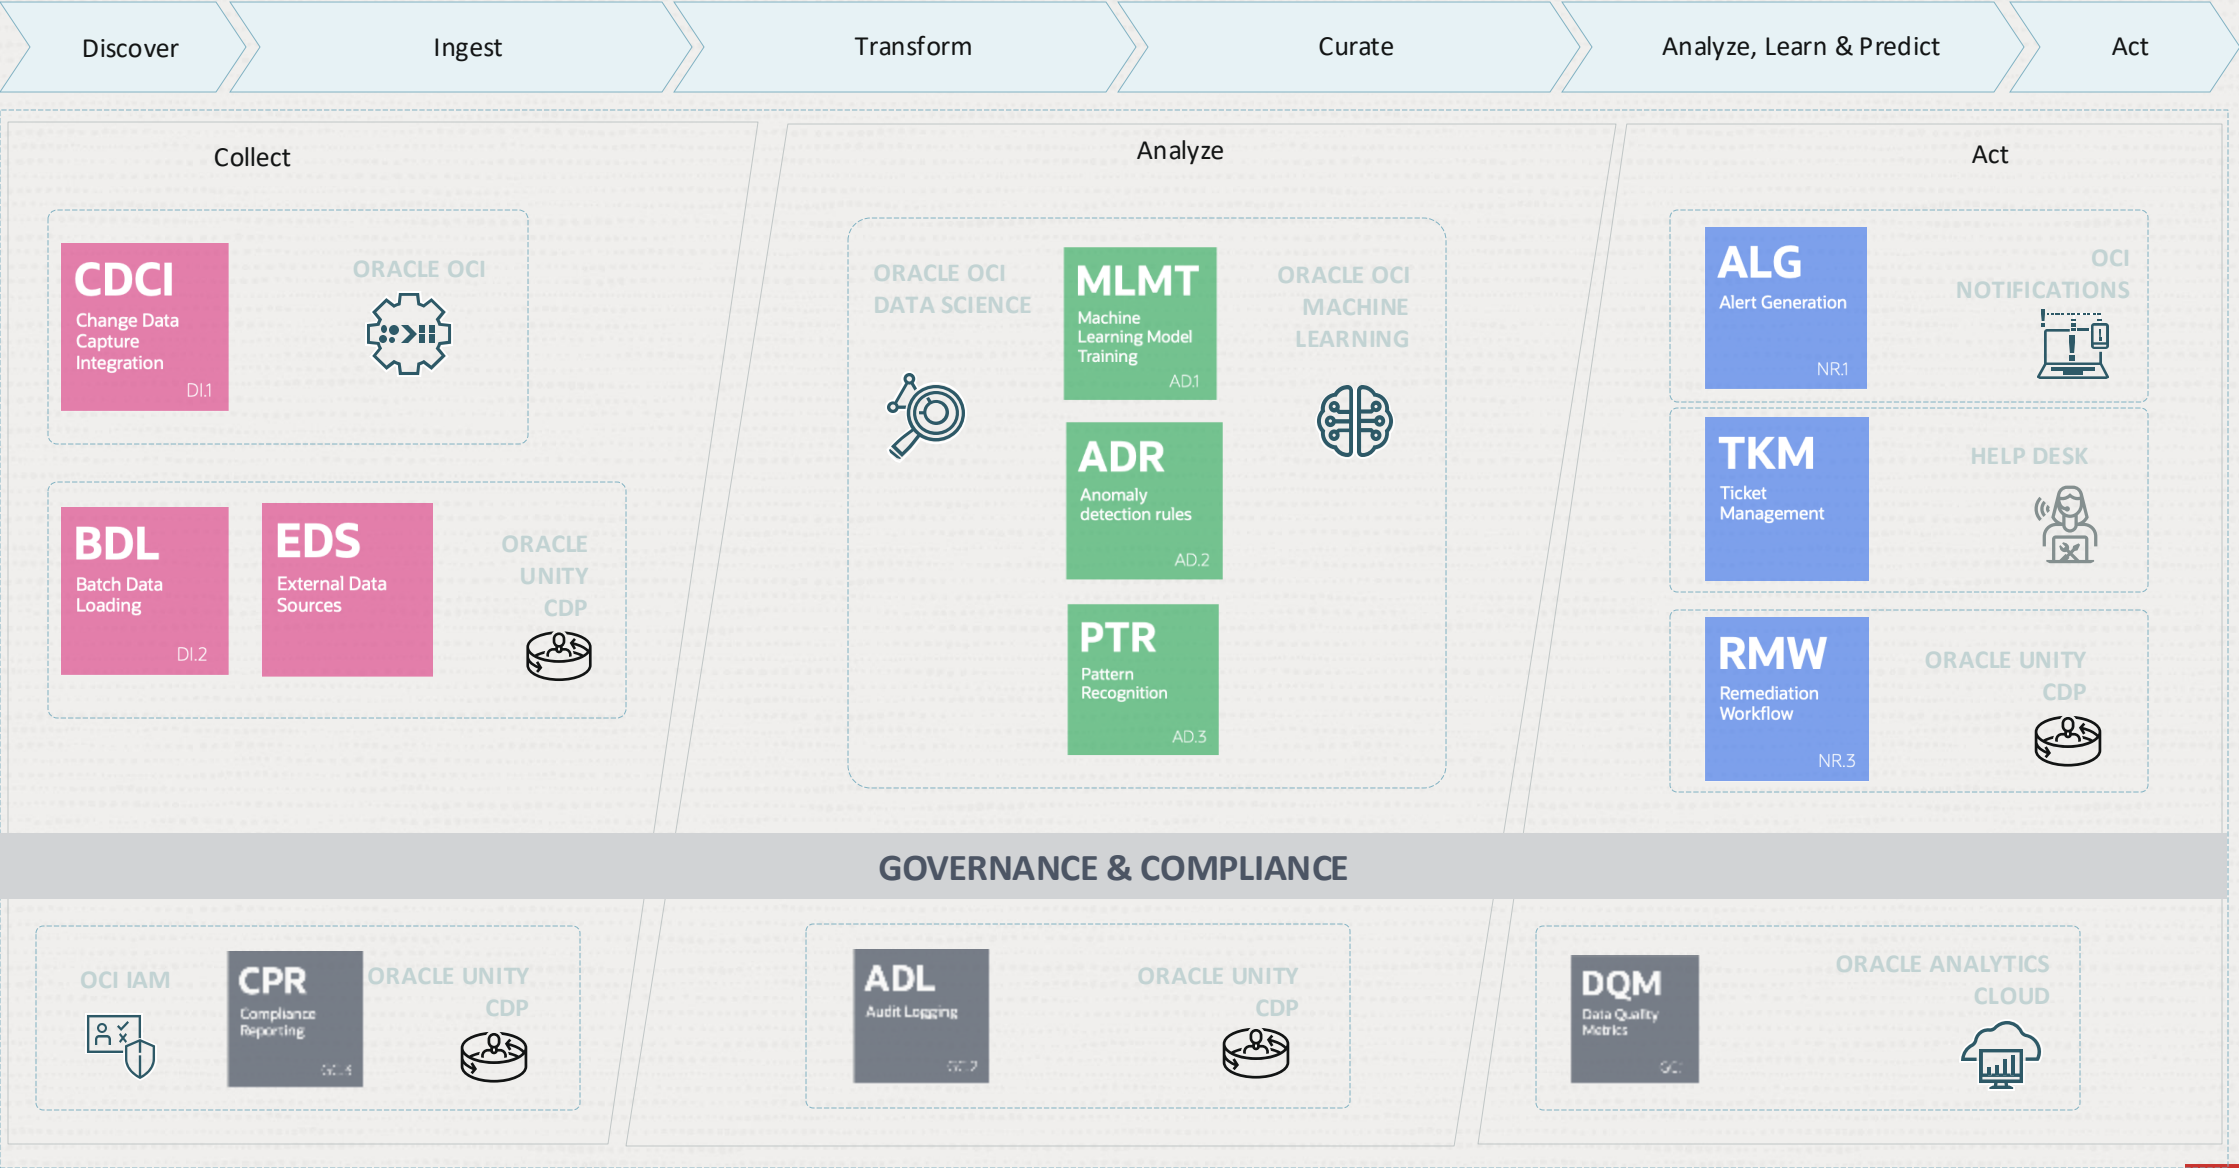 Discover
Ingest
Transform
Curate
Analyze, Learn & Predict
Act
Collect
CDCI
Change Data
Capture
Integration
DI.1
ORACLE OCI
BDL
Batch Data
Loading
DI.2
EDS
External Data
Sources
ORACLE
UNITY
CDP
Analyze
ORACLE OCI
DATA SCIENCE
MLMT
Machine
Learning Model
Training
AD.1
ORACLE OCI
MACHINE
LEARNING
ADR
Anomaly
detection rules
AD.2
PTR
Pattern
Recognition
AD.3
Act
ALG
Alert Generation
NR.1
OCI
NOTIFICATIONS
TKM
Ticket
Management
HELP DESK
RMW
Remediation
Workflow
NR.3
ORACLE UNITY
CDP
GOVERNANCE & COMPLIANCE
OCI IAM
CPR
Compliance
Reporting
ORACLE UNITY
CDP
ADL
Audit Logging
ORACLE UNITY
CDP
DQM
Data Quality
Metrics
ORACLE ANALYTICS
CLOUD